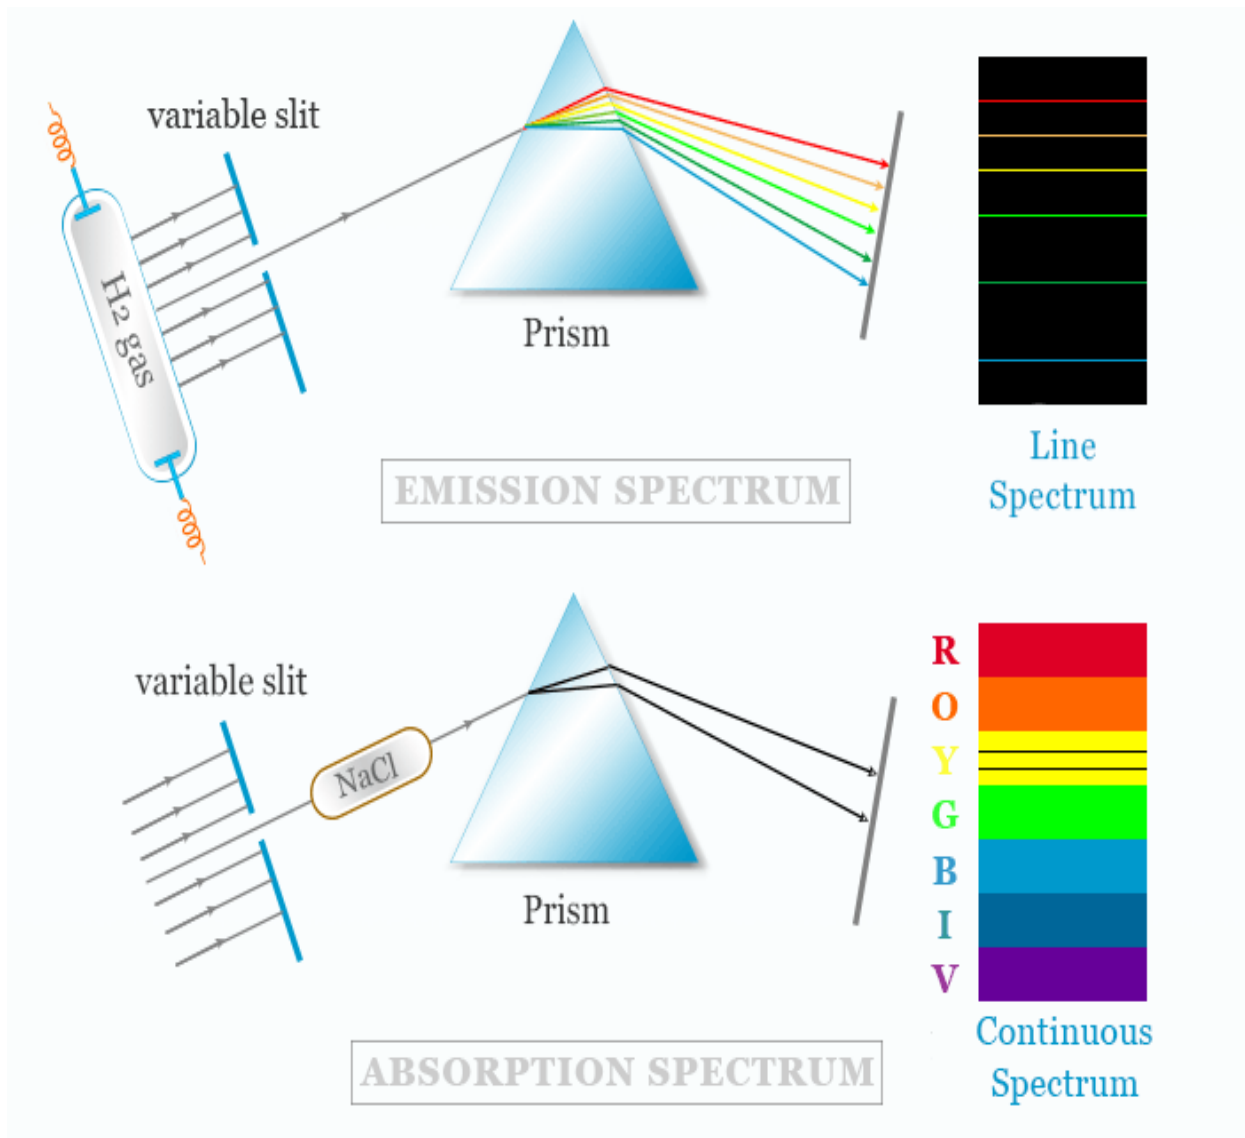 variable slit
H2 gas
Prism
Line
Spectrum
EMISSION SPECTRUM
variable slit
NaCl
Prism
R
O
Y
G
B
I
V
Continuous
Spectrum
ABSORPTION SPECTRUM